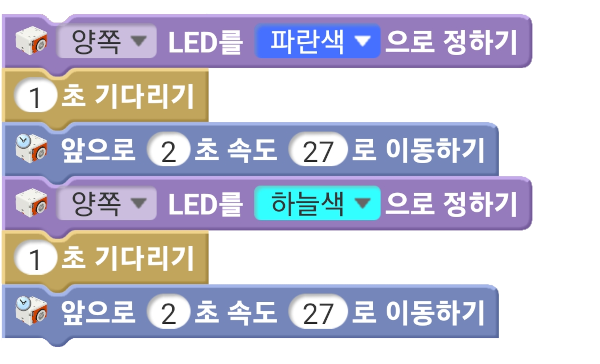 양쪽 LED를 파란색 으로 정하기
1 초 기다리기
앞으로 2 초 속도 27 로 이동하기
양쪽 LED를 하늘색 으로 정하기
1 초 기다리기
앞으로 2 초 속도 27 로 이동하기